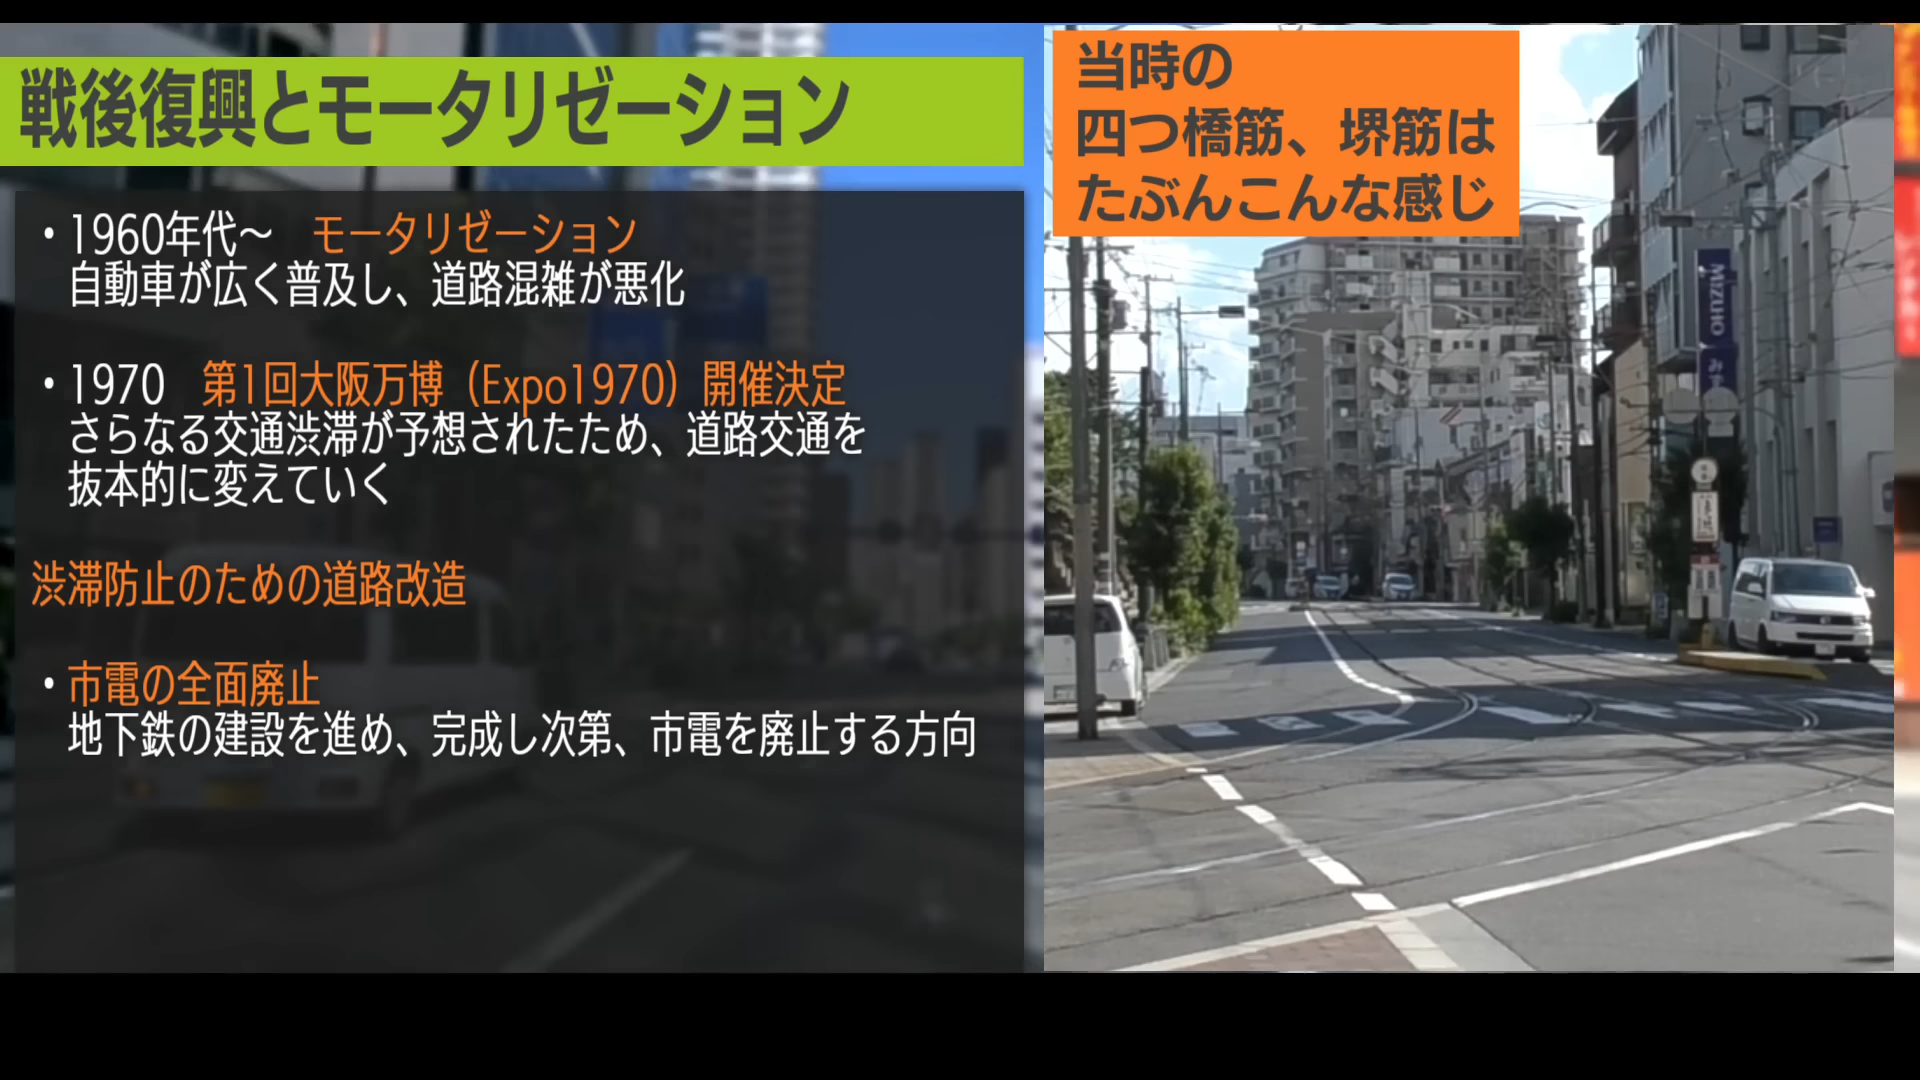 戦後復興とモータリゼーション
・1960年代～　モータリゼーション
自動車が広く普及し、道路混雑が悪化
・1970　第1回大阪万博（Expo1970）開催決定
さらなる交通渋滞が予想されたため、道路交通を
抜本的に変えていく
渋滞防止のための道路改造
・市電の全面廃止
地下鉄の建設を進め、完成し次第、市電を廃止する方向
当時の
四つ橋筋、堺筋は
たぶんこんな感じ
MIZUHO
みず